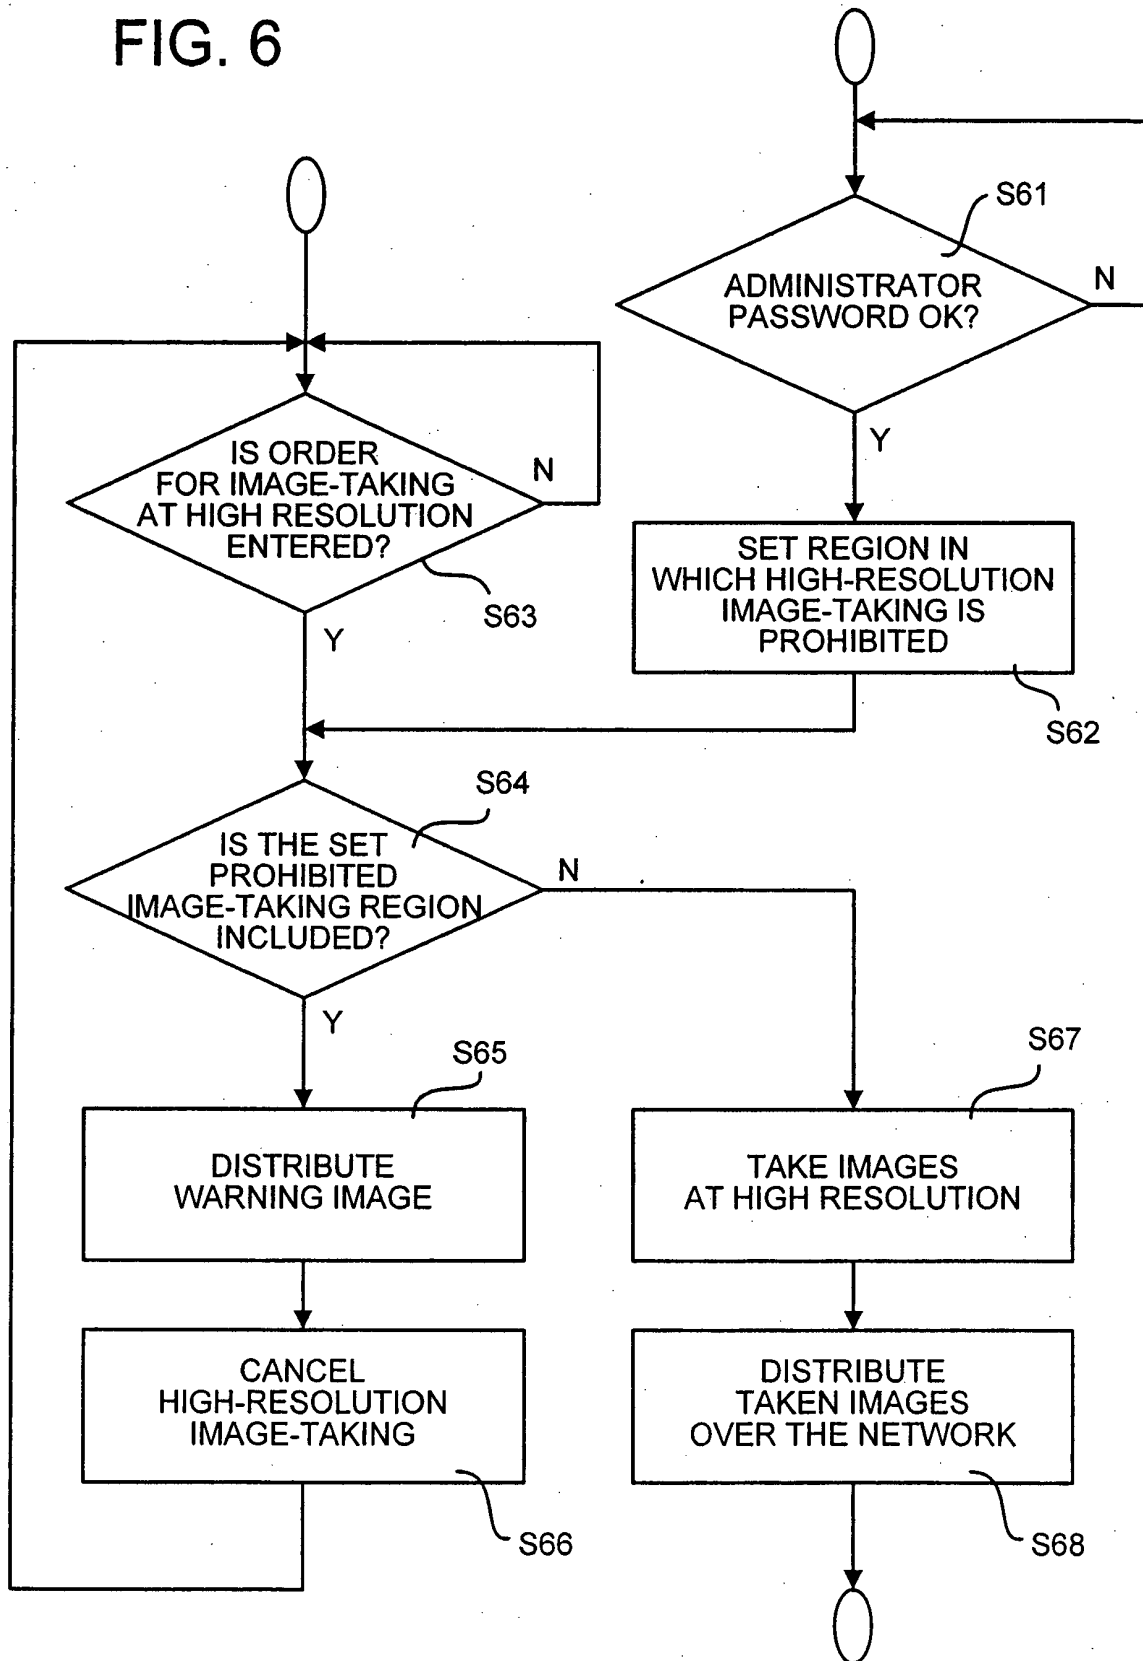 FIG. 6
S61
ADMINISTRATOR
PASSWORD OK?
N
Y
IS ORDER
FOR IMAGE-TAKING
AT HIGH RESOLUTION
ENTERED?
N
S63
Y
SET REGION IN
WHICH HIGH-RESOLUTION
IMAGE-TAKING IS
PROHIBITED
S62
S64
IS THE SET
PROHIBITED
IMAGE-TAKING REGION
INCLUDED?
N
Y
S65
DISTRIBUTE
WARNING IMAGE
S67
TAKE IMAGES
AT HIGH RESOLUTION
CANCEL
HIGH-RESOLUTION
IMAGE-TAKING
S66
DISTRIBUTE
TAKEN IMAGES
OVER THE NETWORK
S68